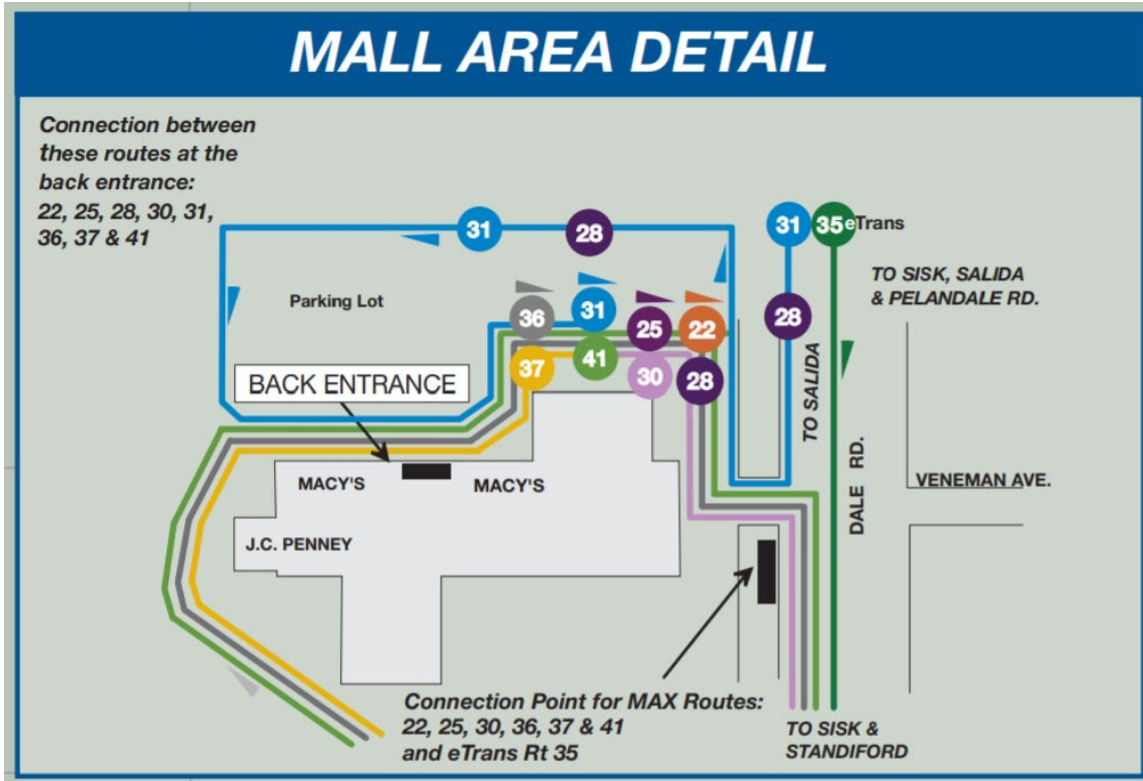 MALL AREA DETAIL
Connection between
these routes at the
back entrance:
22, 25, 28, 30, 31,
36, 37 & 41
31
28
31
35
eTrans
TO SISK, SALIDA
& PELANDALE RD.
Parking Lot
36
31
25
22
28
37
41
30
28
BACK ENTRANCE
TO SALIDA
DALE RD.
VENEMAN AVE.
MACY'S
MACY'S
J.C. PENNEY
Connection Point for MAX Routes:
22, 25, 30, 36, 37 & 41
and eTrans Rt 35
TO SISK &
STANDIFORD